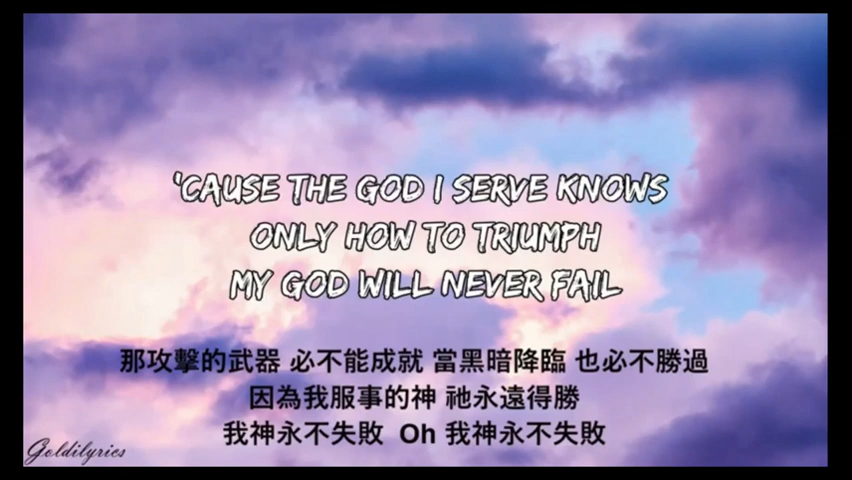 'CAUSE THE GOD I SERVE KNOWS
ONLY HOW TO TRIUMPH
MY GOD WILL NEVER FAIL
那攻擊的武器 必不能成就 當黑暗降臨 也必不勝過
因為我服事的神 祂永遠得勝
我神永不失敗 Oh 我神永不失敗
Goldilyrics